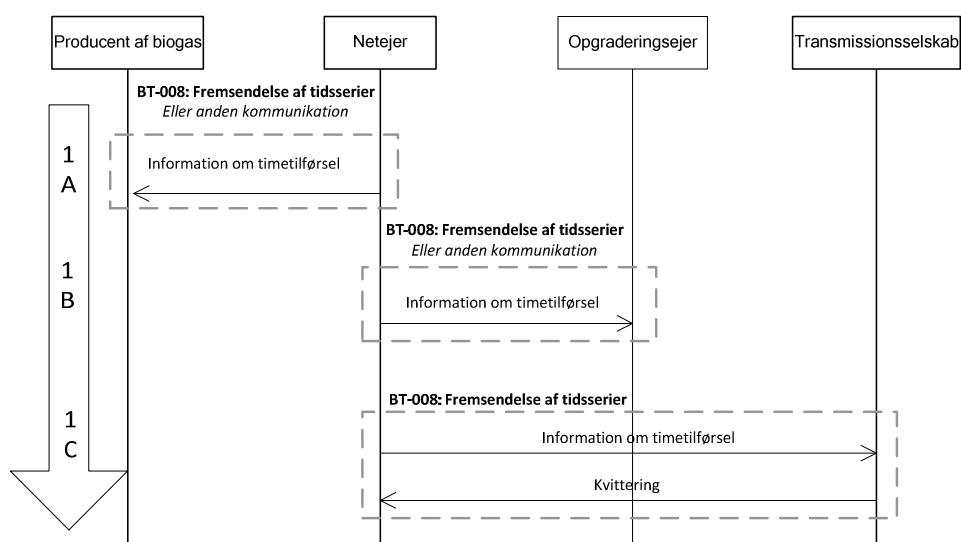 Producent af biogas
Netejer
Opgraderingsejer
Transmissionsselskab
BT-008: Fremsendelse af tidsserier
Eller anden kommunikation
1
A
Information om timetilførsel
BT-008: Fremsendelse af tidsserier
Eller anden kommunikation
1
B
Information om timetilførsel
BT-008: Fremsendelse af tidsserier
1
C
Information om timetilførsel
Kvittering